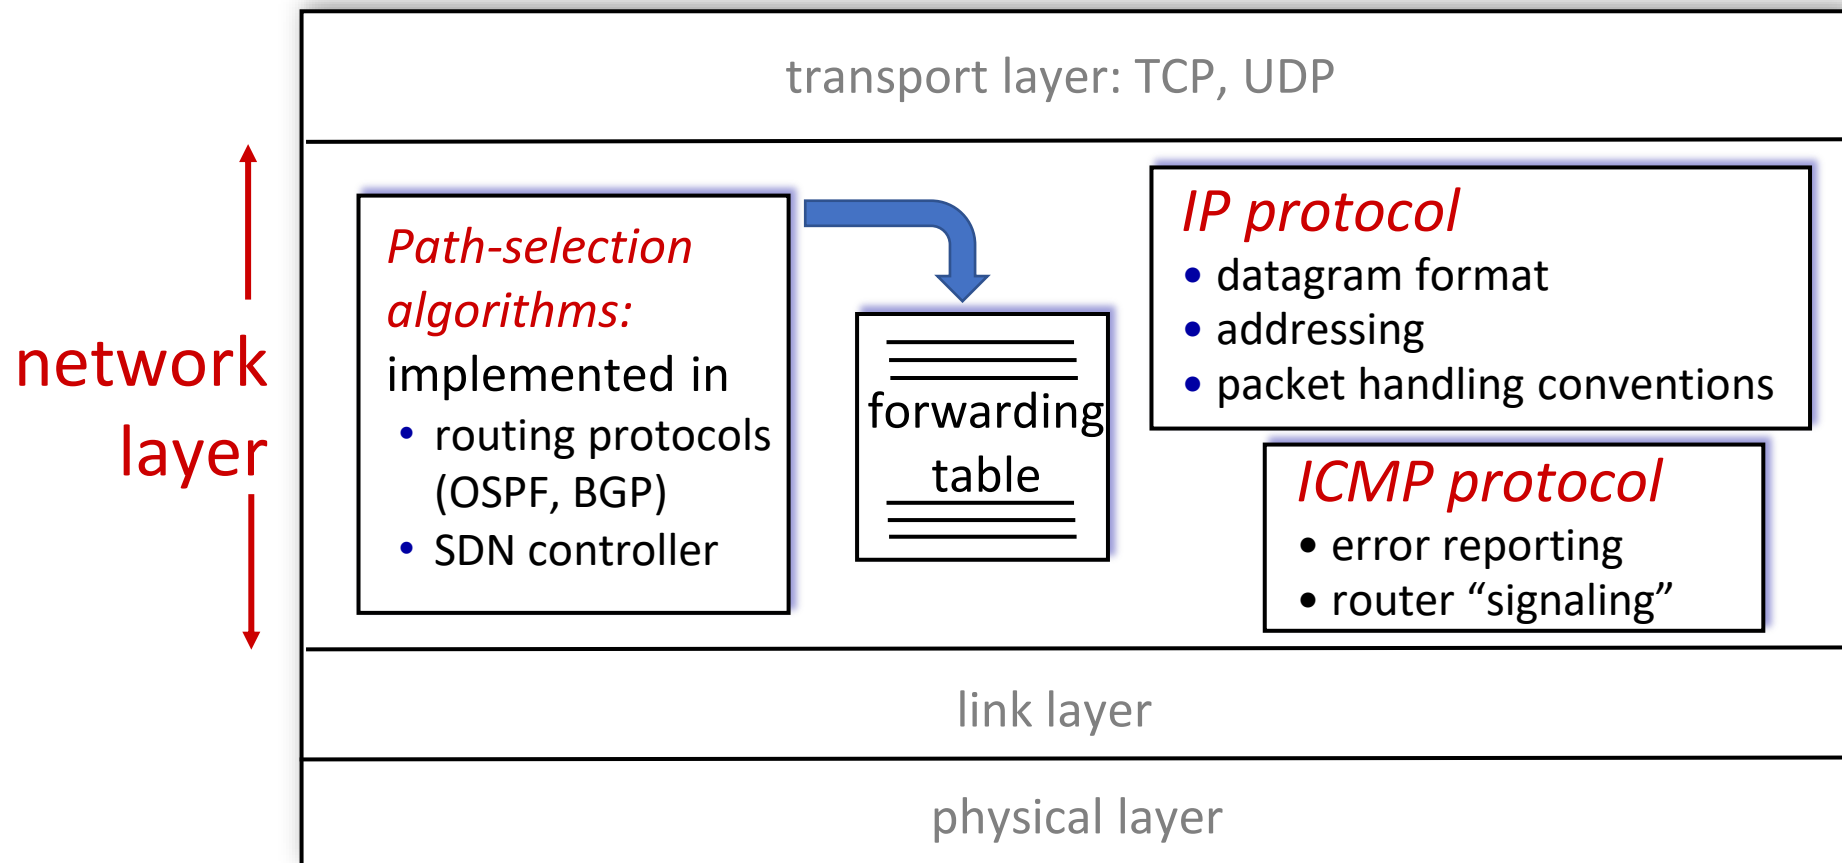 transport layer: TCP, UDP
network
layer
Path-selection
algorithms:
implemented in
• routing protocols
(OSPF, BGP)
• SDN controller
forwarding
table
IP protocol
• datagram format
• addressing
• packet handling conventions
ICMP protocol
• error reporting
• router “signaling”
link layer
physical layer